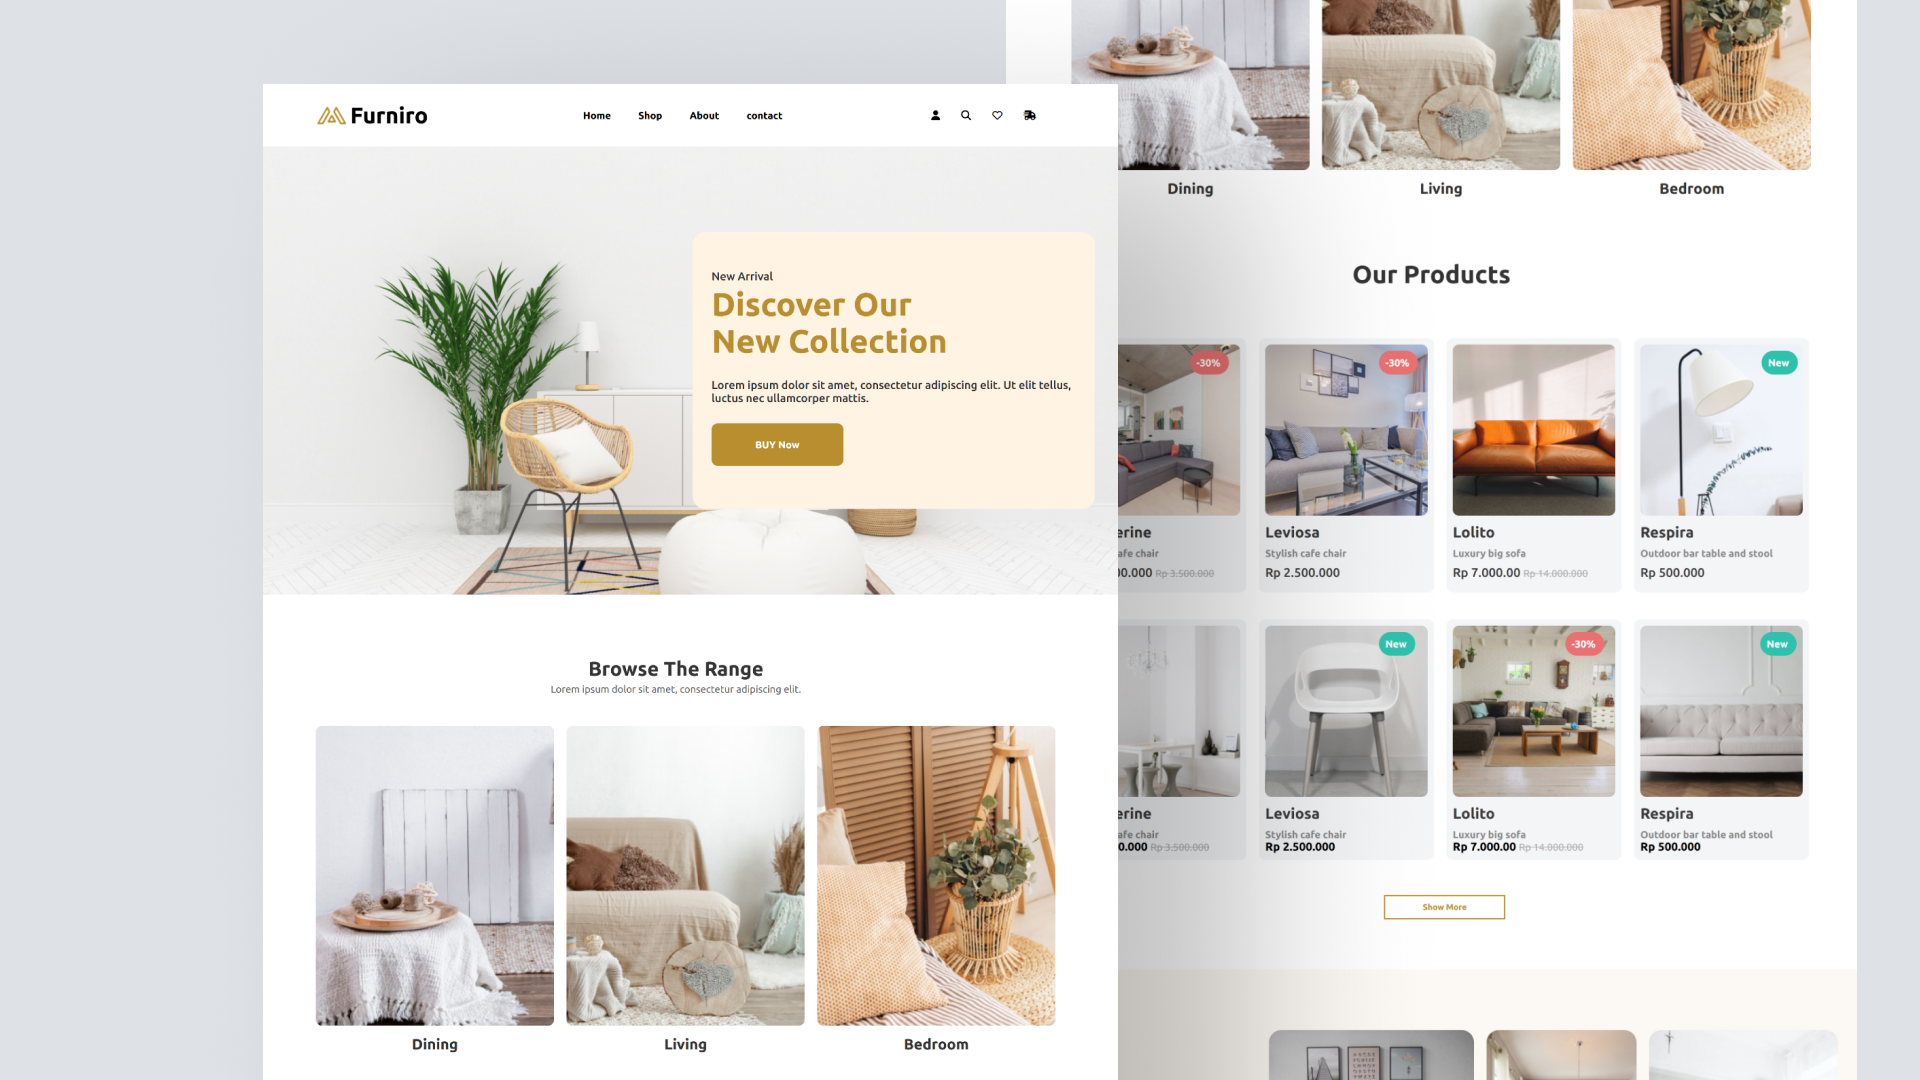 Furniro
Home
Shop
About
contact
New Arrival
Discover Our
New Collection
Lorem ipsum dolor sit amet, consectetur adipiscing elit. Ut elit tellus,
luctus nec ullamcorper mattis.
BUY Now
Browse The Range
Lorem ipsum dolor sit amet, consectetur adipiscing elit.
Dining
Living
Bedroom
Dining
Living
Bedroom
Our Products
-30%
erine
afe chair
00.000 Rp 3.500.000
-30%
Leviosa
Stylish cafe chair
Rp 2.500.000
Lolito
Luxury big sofa
Rp 7.000.00 Rp 14.000.000
New
Respira
Outdoor bar table and stool
Rp 500.000
erine
afe chair
0.000 Rp 3.500.000
New
Leviosa
Stylish cafe chair
Rp 2.500.000
-30%
Lolito
Luxury big sofa
Rp 7.000.00 Rp 14.000.000
New
Respira
Outdoor bar table and stool
Rp 500.000
Show More